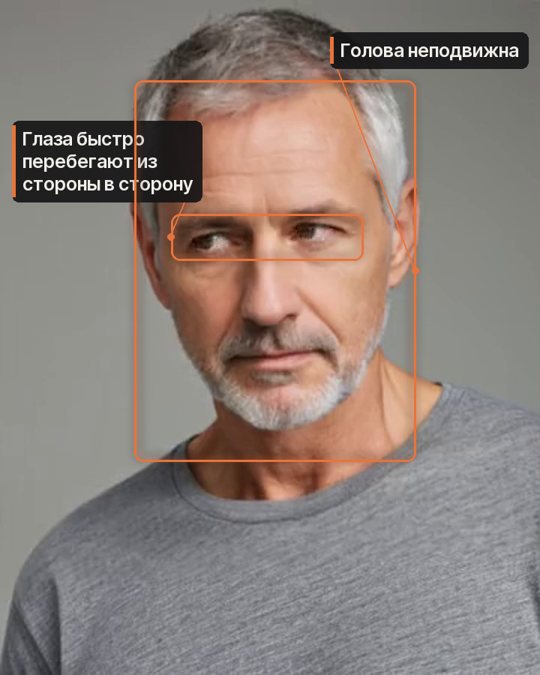 Голова неподвижна
Глаза быстро
перебегают из
стороны в сторону